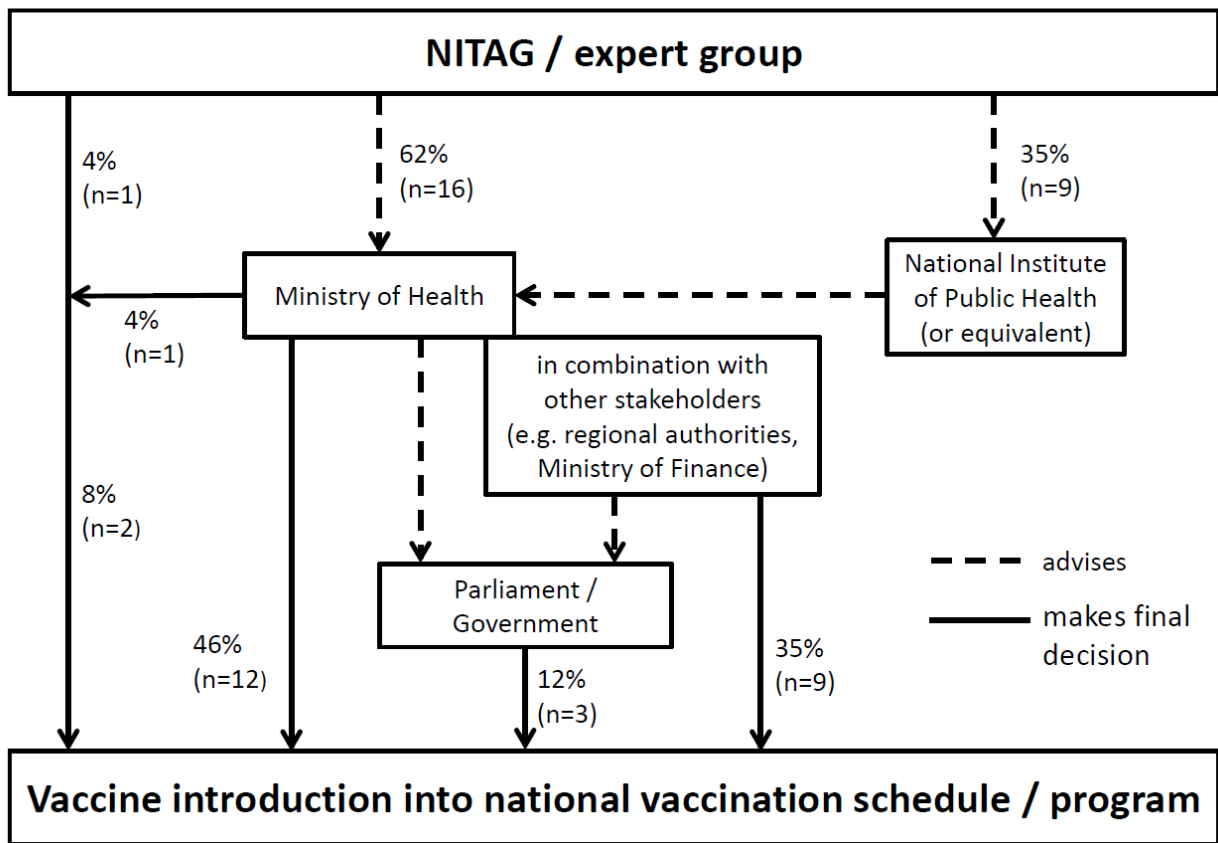 NITAG / expert group
4%
(n=1)
62%
(n=16)
35%
(n=9)
Ministry of Health
National Institute
of Public Health
(or equivalent)
4%
(n=1)
in combination with
other stakeholders
(e.g. regional authorities,
Ministry of Finance)
8%
(n=2)
advises
makes final
decision
Parliament /
Government
46%
(n=12)
12%
(n=3)
35%
(n=9)
Vaccine introduction into national vaccination schedule / program